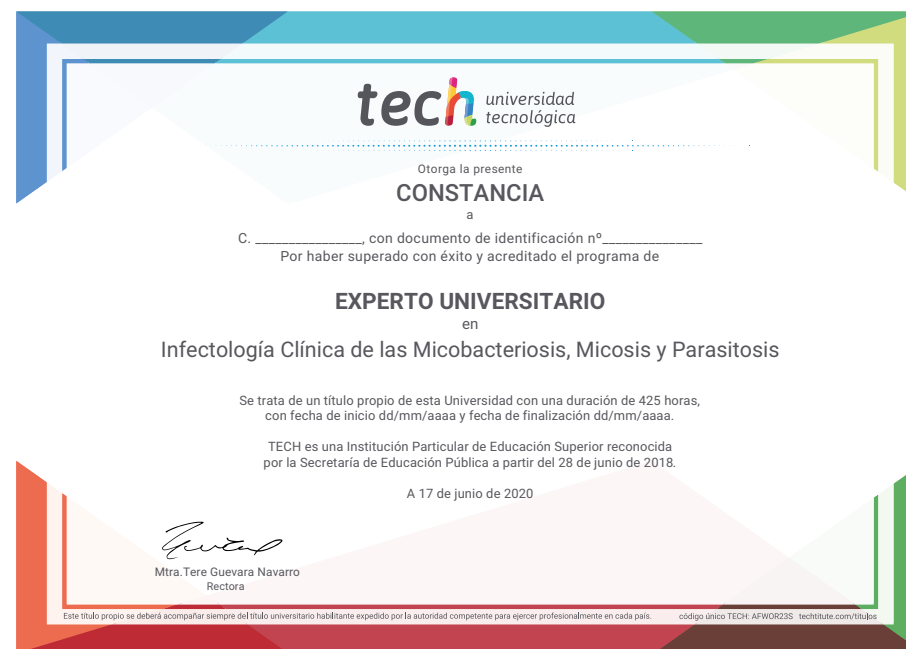 tech universidad
tecnológica
Otorga la presente
CONSTANCIA
a
C. ________________, con documento de identificación nº_______________
Por haber superado con éxito y acreditado el programa de
EXPERTO UNIVERSITARIO
en
Infectología Clínica de las Micobacteriosis, Micosis y Parasitosis
Se trata de un título propio de esta Universidad con una duración de 425 horas,
con fecha de inicio dd/mm/aaaa y fecha de finalización dd/mm/aaaa.
TECH es una Institución Particular de Educación Superior reconocida
por la Secretaría de Educación Pública a partir del 28 de junio de 2018.
A 17 de junio de 2020
Mtra.Tere Guevara Navarro
Rectora
Este título propio se deberá acompañar siempre del título universitario habilitante expedido por la autoridad competente para ejercer profesionalmente en cada país. código único TECH: AFWOR23S techtitute.com/titulos